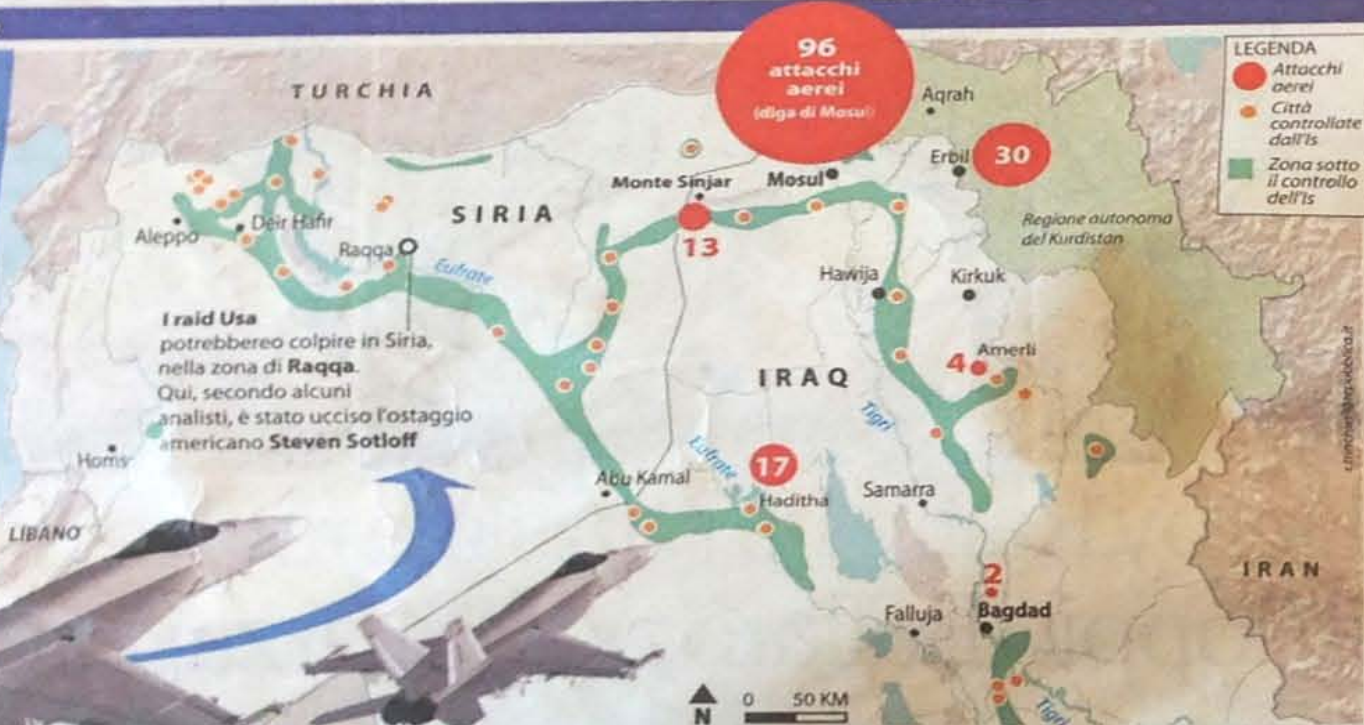 TURCHIA
96
attacchi
aerei
(diga di Mosul)
LEGENDA
Attacchi
aerei
Città
controllate
dall'Is
Zona sotto
il controllo
dell'Is
Aqrah
Erbil
30
Monte Sinjar
Mosul
13
SIRIA
Aleppo
Deir Hafir
Raqqa
Eufrate
Regione autonoma
del Kurdistan
Hawija
Kirkuk
I raid Usa
potrebbereo colpire in Siria,
nella zona di Raqqa.
Qui, secondo alcuni
analisti, è stato ucciso l'ostaggio
americano Steven Sotloff
IRAQ
4
Amerli
Tigri
Homs
Eufrate
17
Abu Kamal
Haditha
Samarra
LIBANO
IRAN
2
Falluja
Bagdad
N
0 50 KM
Tigri